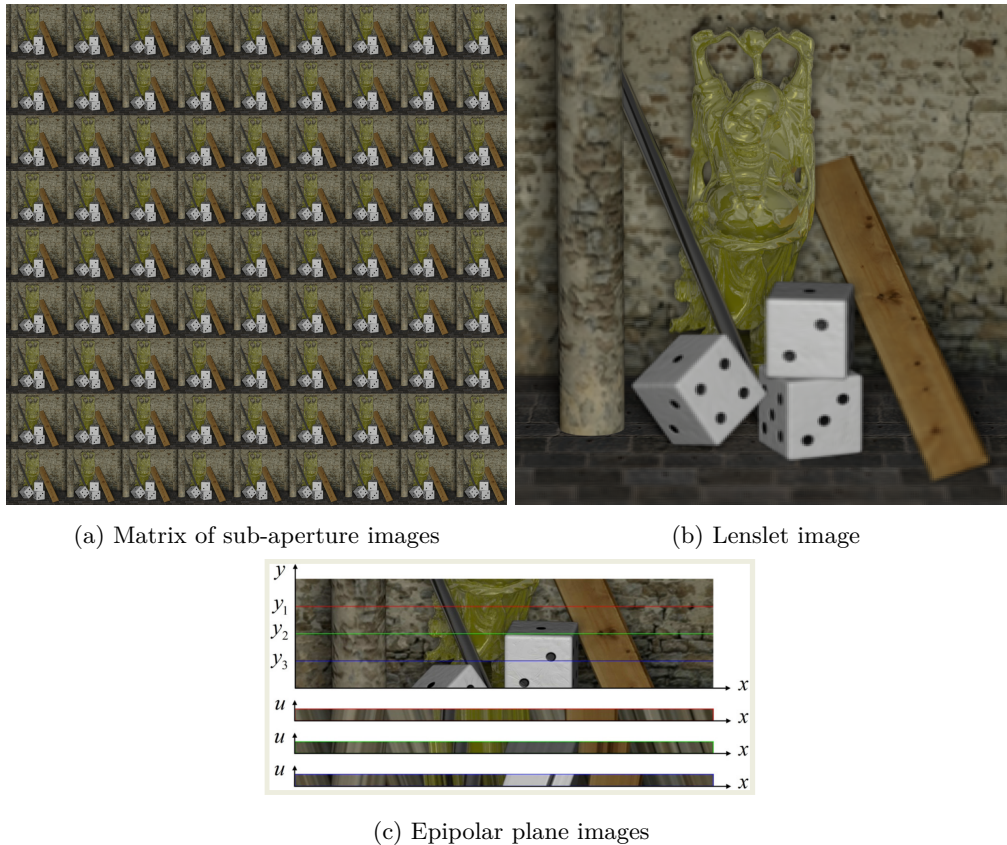 (a) Matrix of sub-aperture images
(b) Lenslet image
y
y₁
y₂
y₃
x
u
x
u
x
u
x
(c) Epipolar plane images